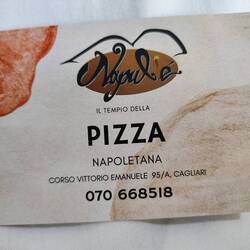 Napul'é
IL TEMPIO DELLA
PIZZA
NAPOLETANA
CORSO VITTORIO EMANUELE 95/A, CAGLIARI
070 668518